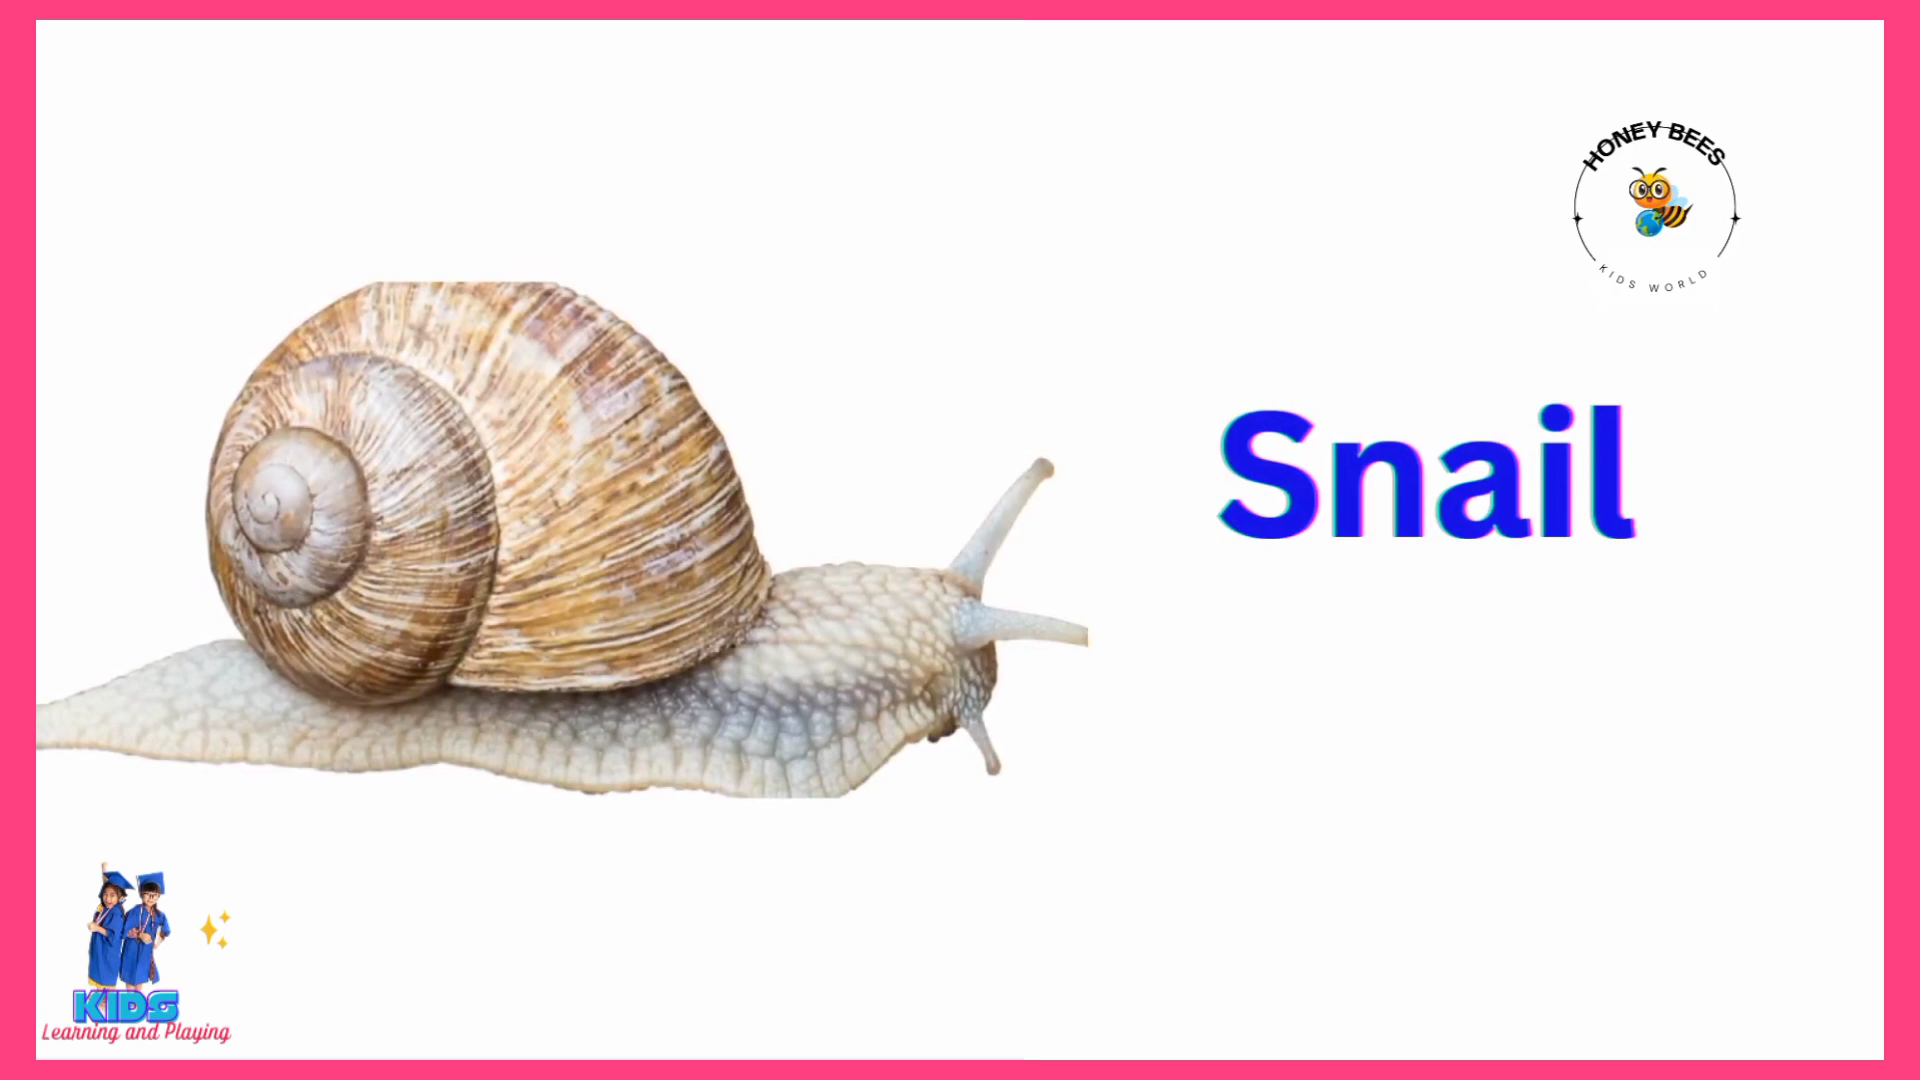 HONEY BEES
KIDS WORLD
Snail
KIDS
Learning and Playing